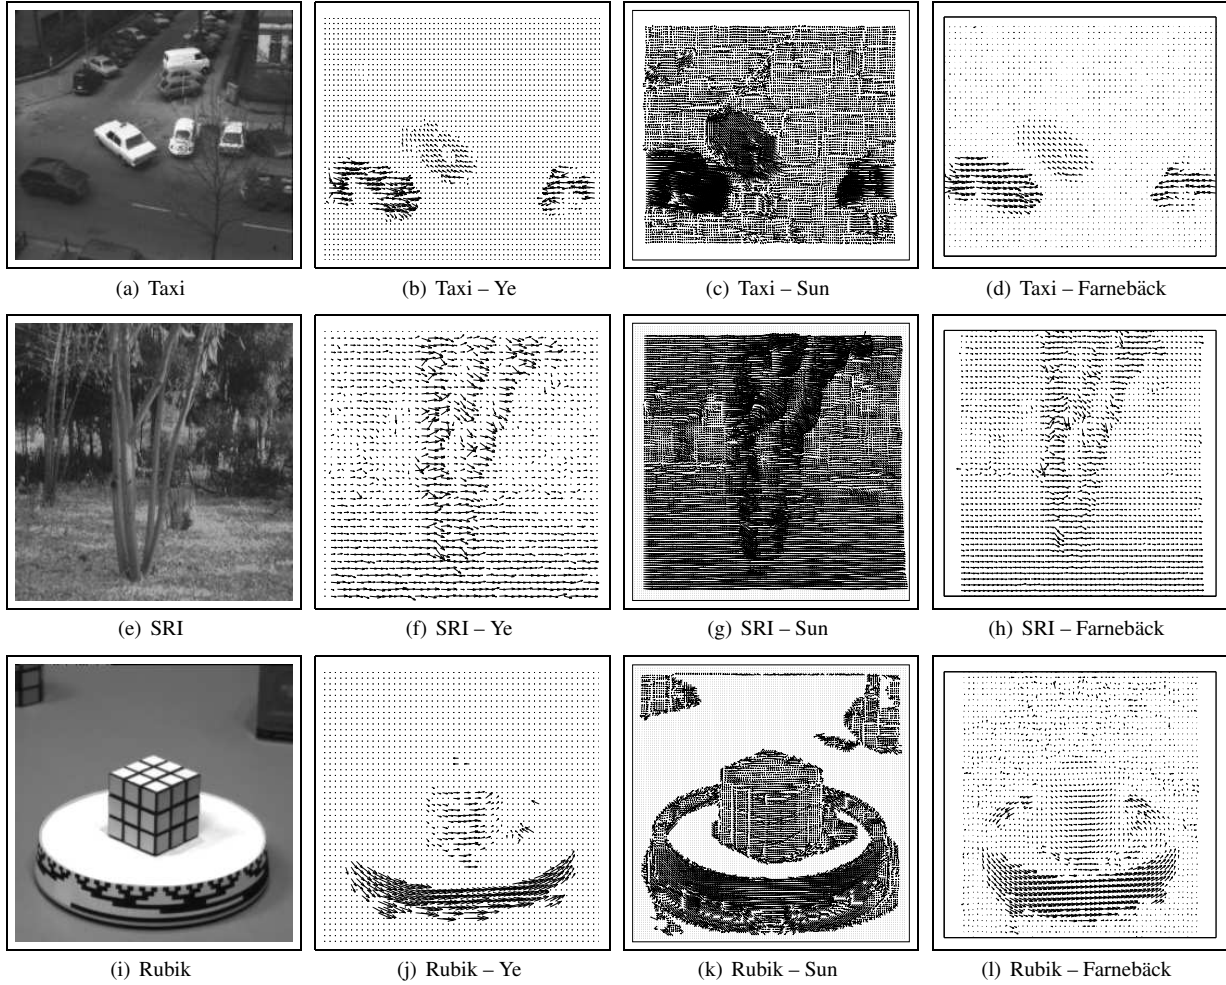 (a) Taxi
(b) Taxi – Ye
(c) Taxi – Sun
(d) Taxi – Farnebäck
(e) SRI
(f) SRI – Ye
(g) SRI – Sun
(h) SRI – Farnebäck
(i) Rubik
(j) Rubik – Ye
(k) Rubik – Sun
(l) Rubik – Farnebäck